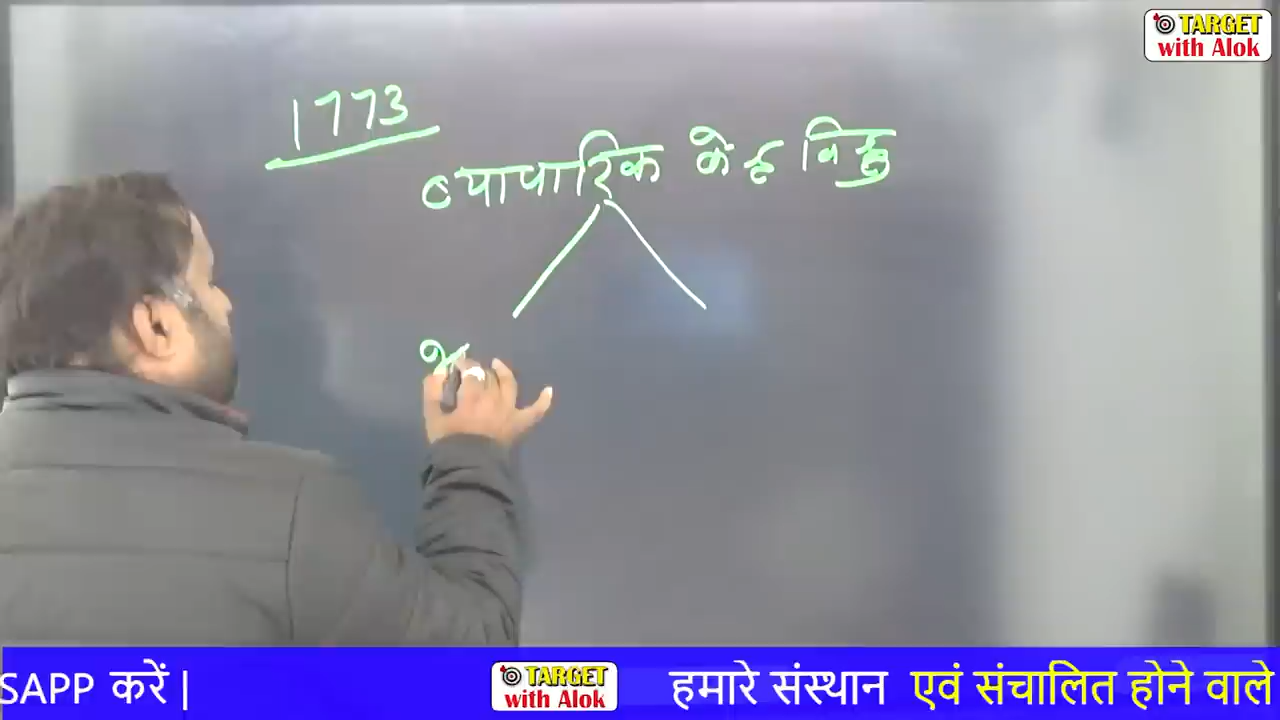 TARGET
with Alok
1773
व्यापारिक के
SAPP करें |
TARGET
with Alok
हमारे संस्थान एवं संचालित होने वाले